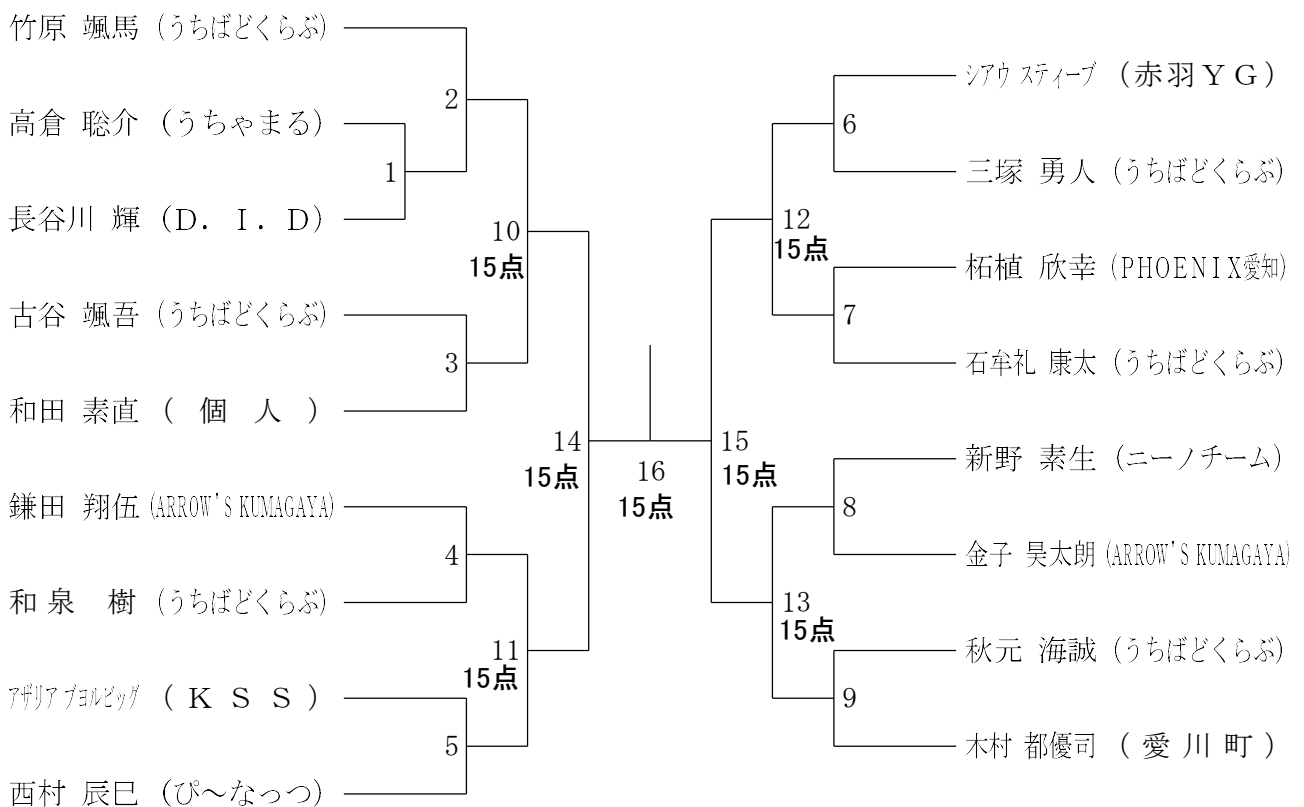 竹原 颯馬 (うちばどくらぶ)
高倉 聡介 (うちゃまる)
長谷川 輝 (D. I. D)
古谷 颯吾 (うちばどくらぶ)
和田 素直 ( 個 人 )
鎌田 翔伍 (ARROW'S KUMAGAYA)
和 泉 樹 (うちばどくらぶ)
アザリア ブヨルビッグ ( K S S )
西村 辰巳 (ぴ～なっつ)
1
2
3
4
5
10
15点
11
15点
14
15点
16
15点
15
15点
12
15点
13
15点
6
7
8
9
シアウ スティーブ (赤羽YG)
三塚 勇人 (うちばどくらぶ)
柘植 欣幸 (PHOENIX愛知)
石牟礼 康太 (うちばどくらぶ)
新野 素生 (ニーノチーム)
金子 昊太朗 (ARROW'S KUMAGAYA)
秋元 海誠 (うちばどくらぶ)
木村 都優司 ( 愛 川 町 )